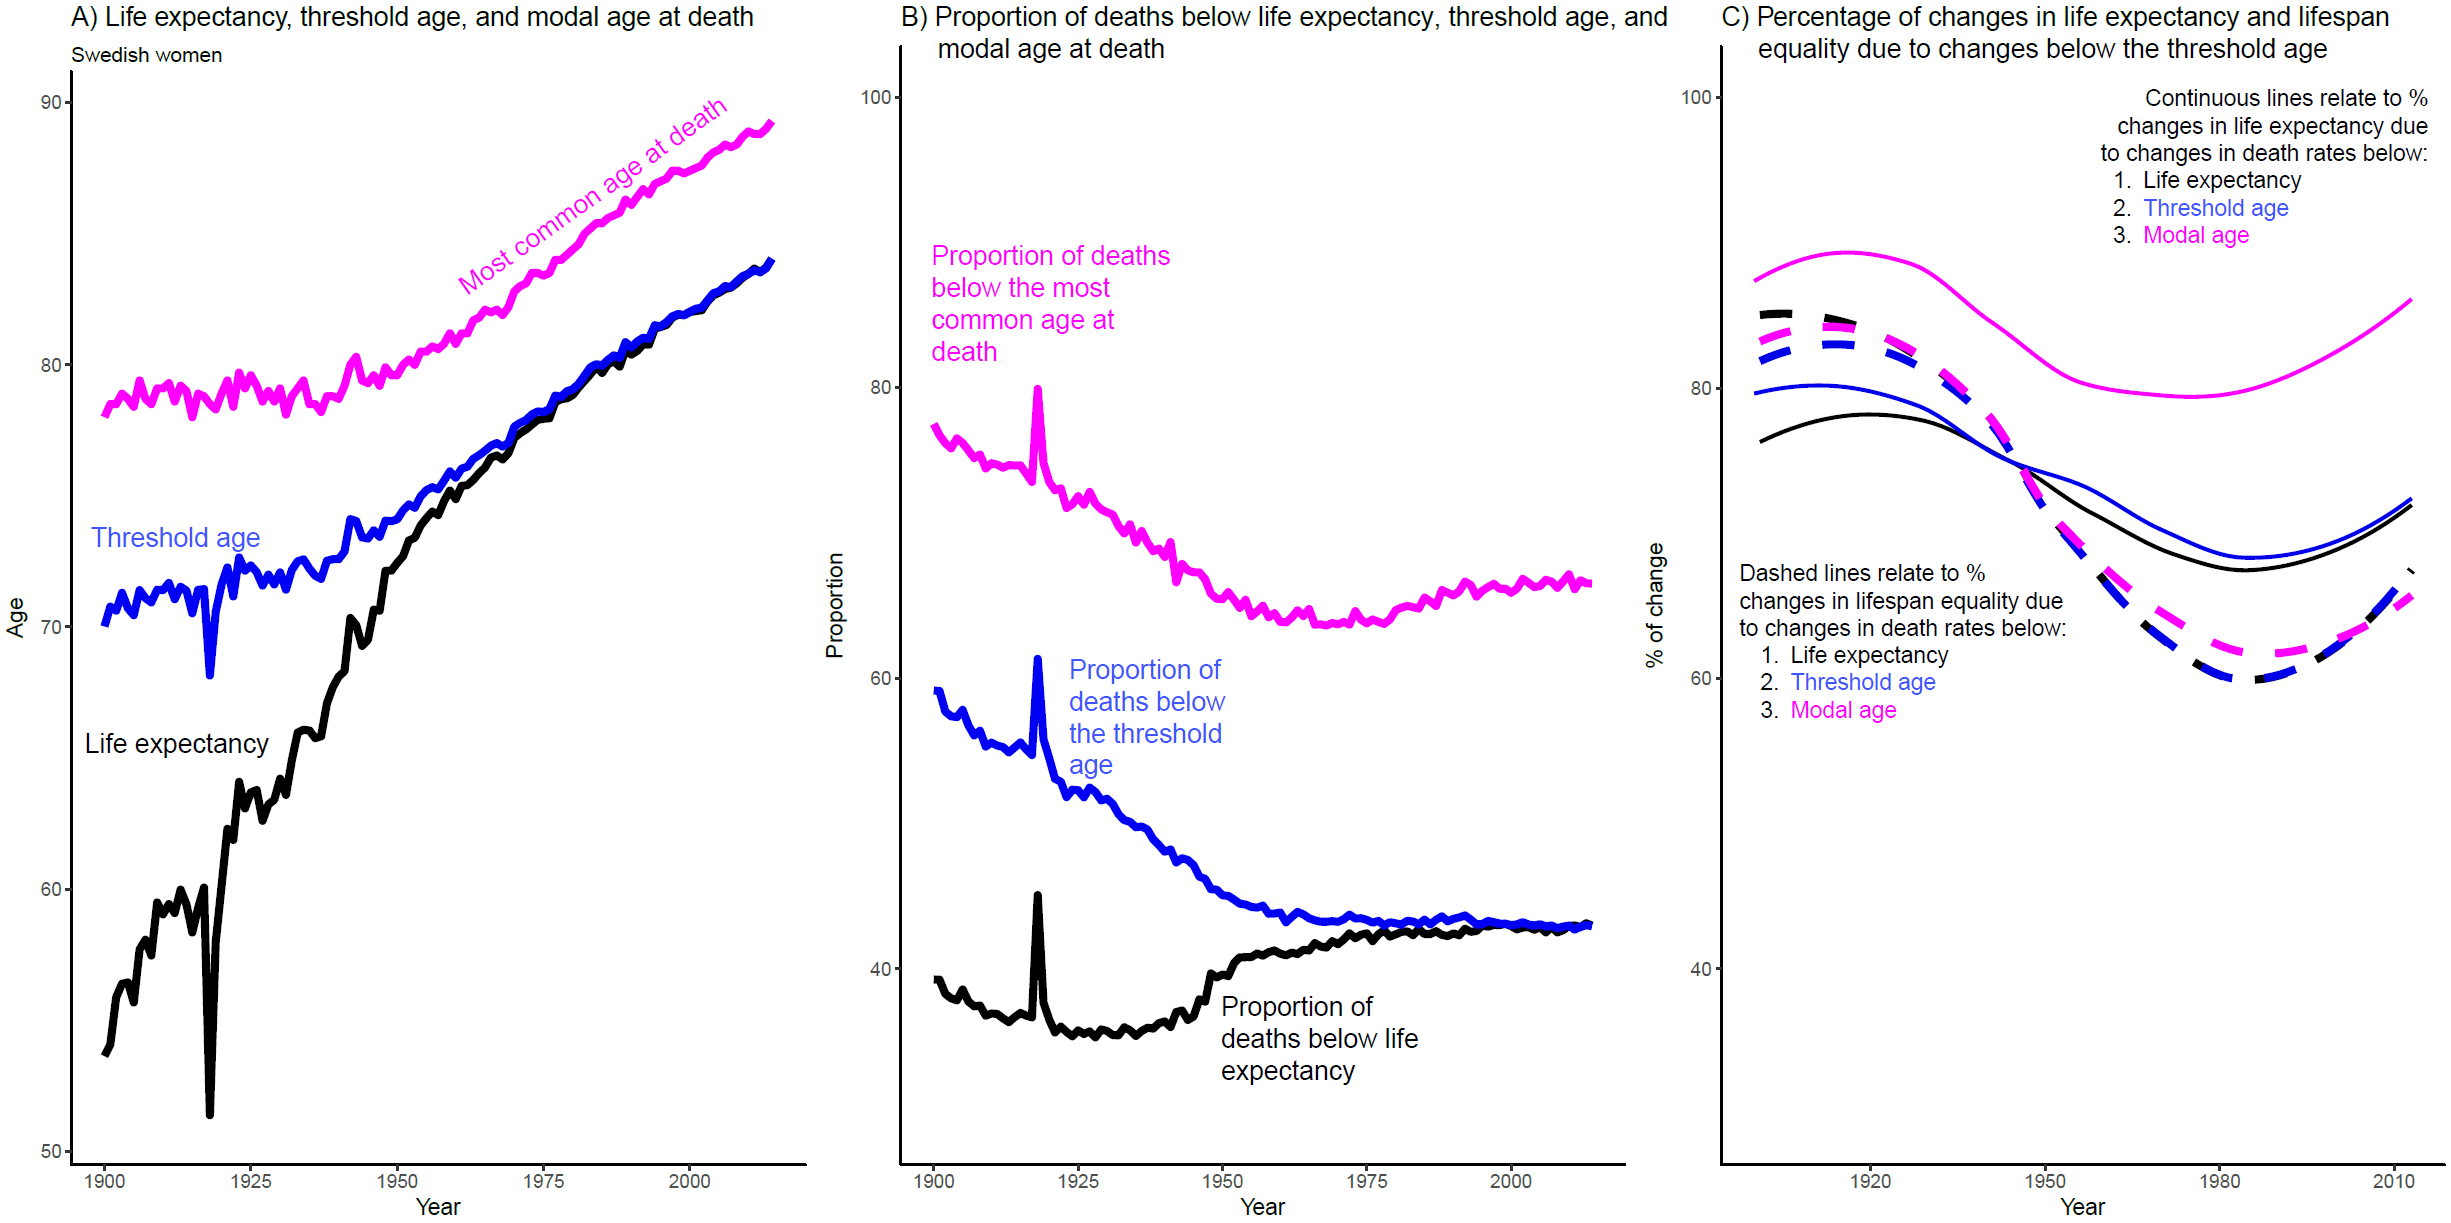 A) Life expectancy, threshold age, and modal age at death
Swedish women
90
80
70
60
50
Age
Most common age at death
Threshold age
Life expectancy
1900
1925
1950
1975
2000
Year
B) Proportion of deaths below life expectancy, threshold age, and
modal age at death
100
80
60
40
Proportion
Proportion of deaths
below the most
common age at
death
Proportion of
deaths below
the threshold
age
Proportion of
deaths below life
expectancy
1900
1925
1950
1975
2000
Year
C) Percentage of changes in life expectancy and lifespan
equality due to changes below the threshold age
100
80
60
40
% of change
Continuous lines relate to %
changes in life expectancy due
to changes in death rates below:
1. Life expectancy
2. Threshold age
3. Modal age
Dashed lines relate to %
changes in lifespan equality due
to changes in death rates below:
1. Life expectancy
2. Threshold age
3. Modal age
1920
1950
1980
2010
Year